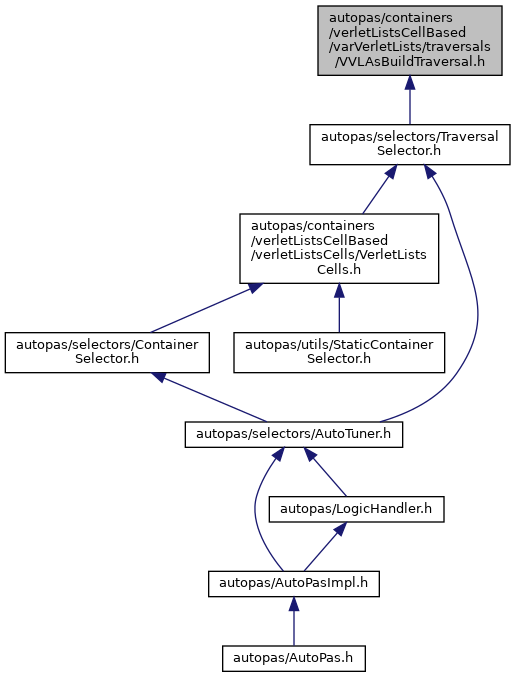 autopas/containers
/verletListsCellBased
/varVerletLists/traversals
/VVLAsBuildTraversal.h
autopas/selectors/Traversal
Selector.h
autopas/containers
/verletListsCellBased
/verletListsCells/VerletLists
Cells.h
autopas/selectors/Container
Selector.h
autopas/utils/StaticContainer
Selector.h
autopas/selectors/AutoTuner.h
autopas/LogicHandler.h
autopas/AutoPasImpl.h
autopas/AutoPas.h